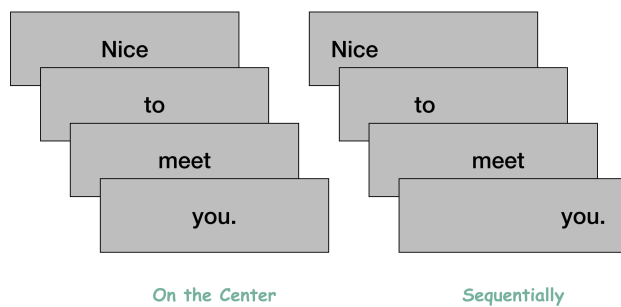 Nice
to
meet
you.
On the Center
Nice
to
meet
you.
Sequentially